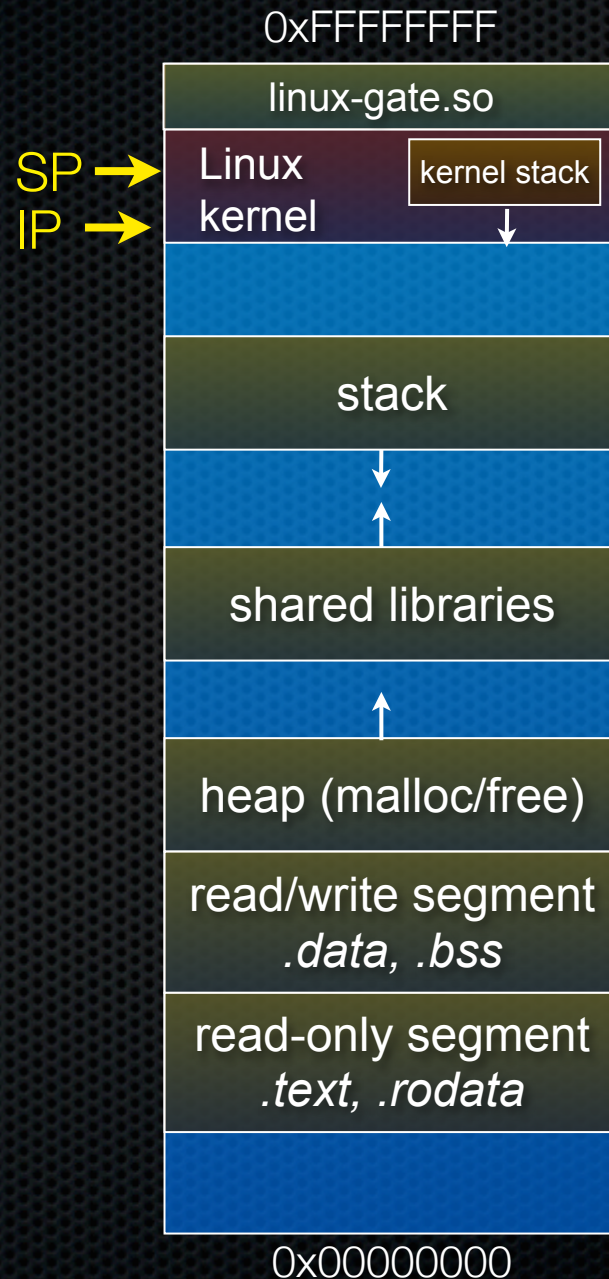 0xFFFFFFFF
linux-gate.so
SP
IP
Linux
kernel
kernel stack
stack
shared libraries
heap (malloc/free)
read/write segment
.data, .bss
read-only segment
.text, .rodata
0x00000000